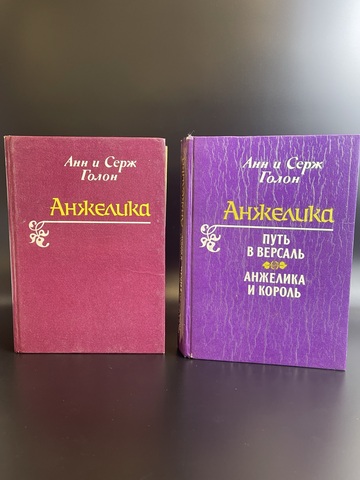 Анн и Серж
Голон
Анжелика
Анн и Серж
Голон
Анжелика
ПУТЬ
В ВЕРСАЛЬ
АНЖЕЛИКА
И КОРОЛЬ